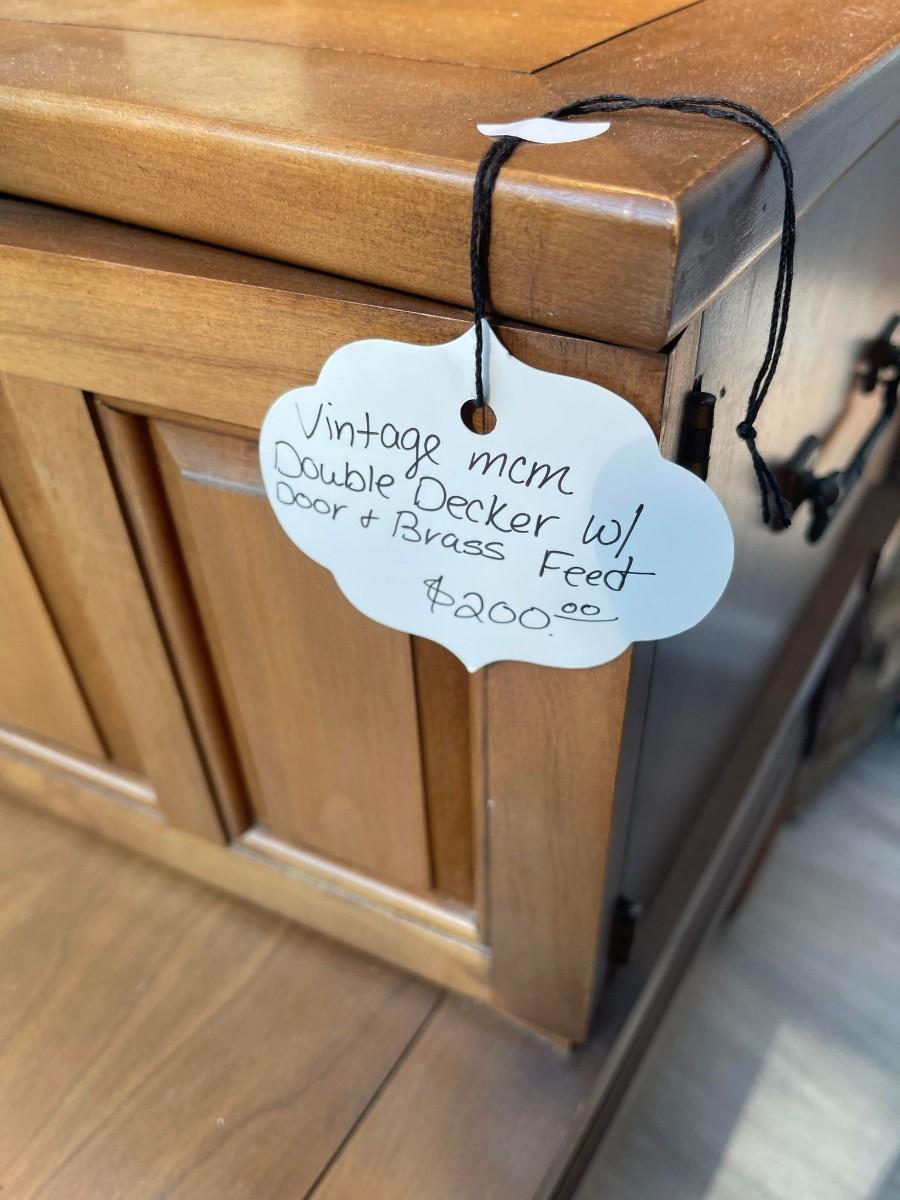 Vintage mcm
Double Decker w/
Door & Brass Feet
$200.00